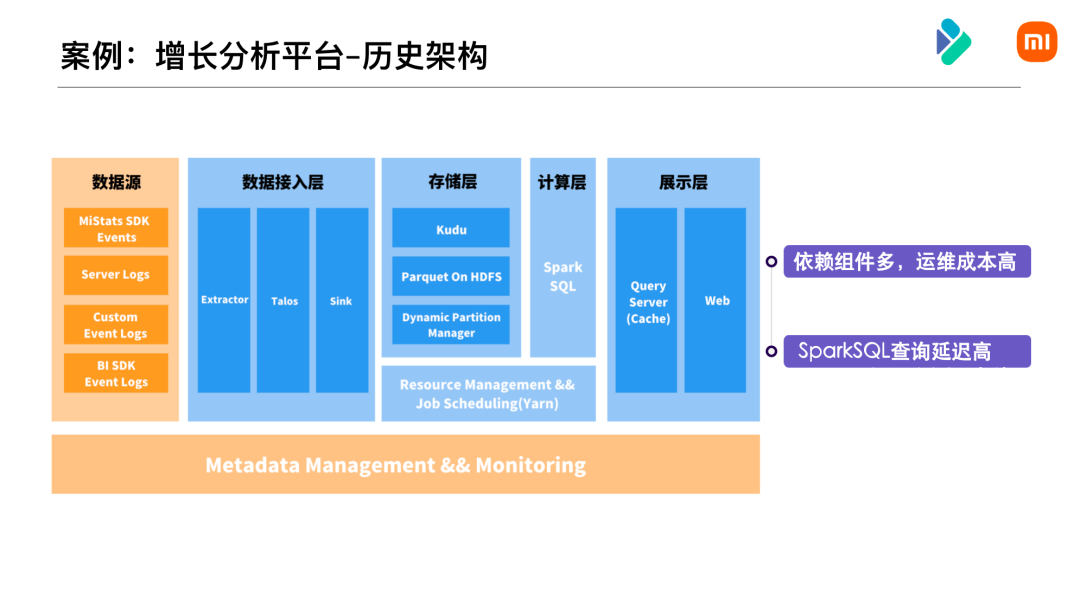 案例：增长分析平台–历史架构
mi
数据源
MiStats SDK
Events
Server Logs
Custom
Event Logs
BI SDK
Event Logs
数据接入层
Extractor
Talos
Sink
存储层
Kudu
Parquet On HDFS
Dynamic Partition
Manager
计算层
Spark
SQL
Resource Management &&
Job Scheduling(Yarn)
展示层
Query
Server
(Cache)
Web
依赖组件多，运维成本高
SparkSQL查询延迟高
Metadata Management && Monitoring